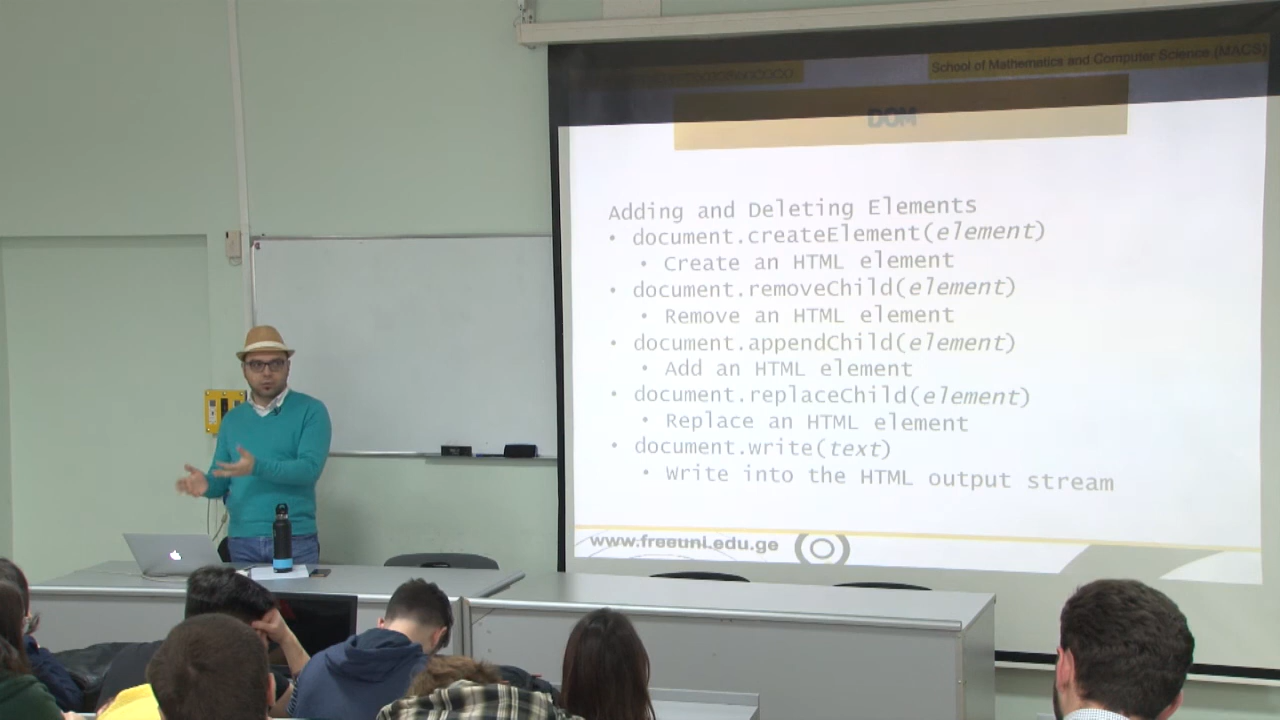 School of Mathematics and Computer Science (MACS)
DOM
Adding and Deleting Elements
• document.createElement(element)
• Create an HTML element
• document.removeChild(element)
• Remove an HTML element
• document.appendChild(element)
• Add an HTML element
• document.replaceChild(element)
• Replace an HTML element
• document.write(text)
• Write into the HTML output stream
www.freeuni.edu.ge